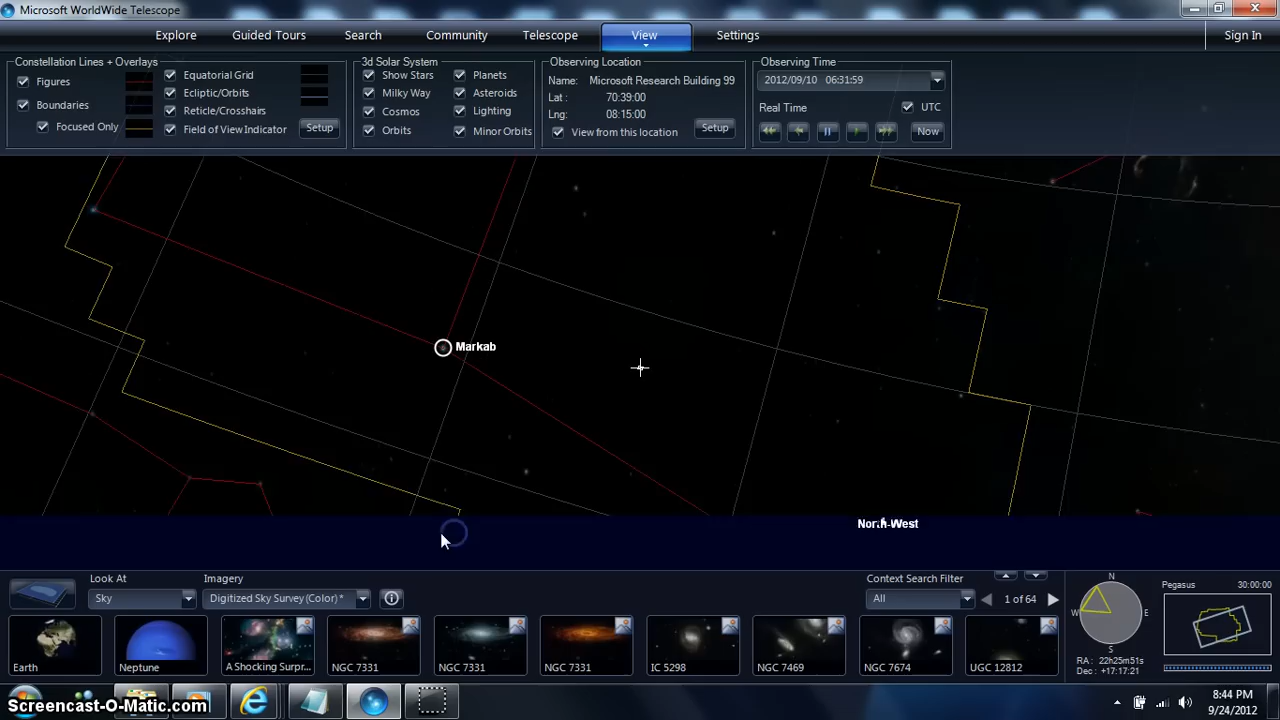 Microsoft WorldWide Telescope
Explore Guided Tours Search Community Telescope View Settings Sign In
Constellation Lines + Overlays 3d Solar System Observing Location Observing Time
Figures Equatorial Grid Show Stars Planets Name: Microsoft Research Building 99 2012/09/10 06:31:59
Boundaries Ecliptic/Orbits Milky Way Asteroids Lat : 70:39:00
Reticle/Crosshairs Cosmos Lighting Lng: 08:15:00 Real Time UTC
Focused Only Field of View Indicator Setup Orbits Minor Orbits View from this location Setup Now
Markab
North-West
Look At Imagery Context Search Filter N Pegasus 30:00:00
Sky Digitized Sky Survey (Color) * All 1 of 64
W E
Earth Neptune A Shocking Surpr... NGC 7331 NGC 7331 NGC 7331 IC 5298 NGC 7469 NGC 7674 UGC 12812
S
RA : 22h25m51s
Dec : +17:17:21
Screencast-O-Matic.com
8:44 PM
9/24/2012